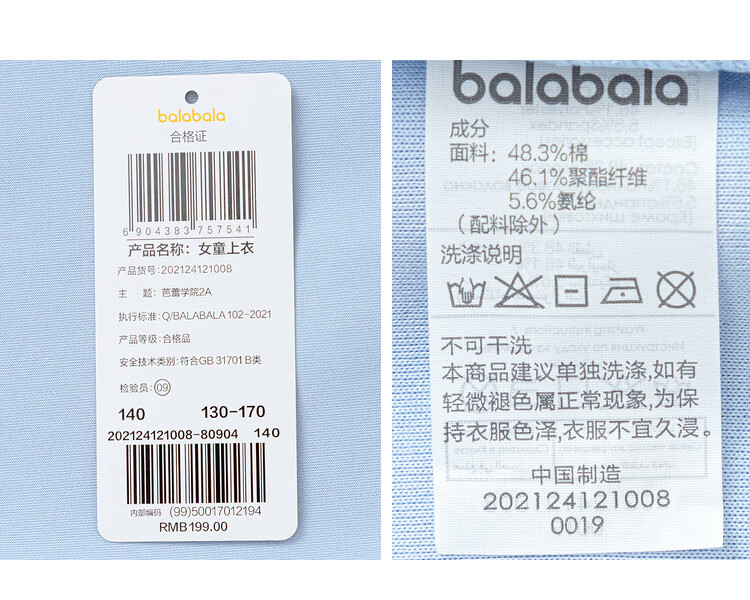 balabala
合格证
6 904383 757541
产品名称：女童上衣
产品货号：202124121008
主 题：芭蕾学院2A
执行标准：Q/BALABALA 102-2021
产品等级：合格品
安全技术类别：符合GB 31701 B类
检验员：09
140 130-170
202124121008-80904 140
内部编码 (99)50017012194
RMB 199.00
balabala
成分
面料：48.3%棉
46.1%聚酯纤维
5.6%氨纶
（配料除外）
洗涤说明
不可干洗
本商品建议单独洗涤,如有
轻微褪色属正常现象,为保
持衣服色泽,衣服不宜久浸。
中国制造
202124121008
0019